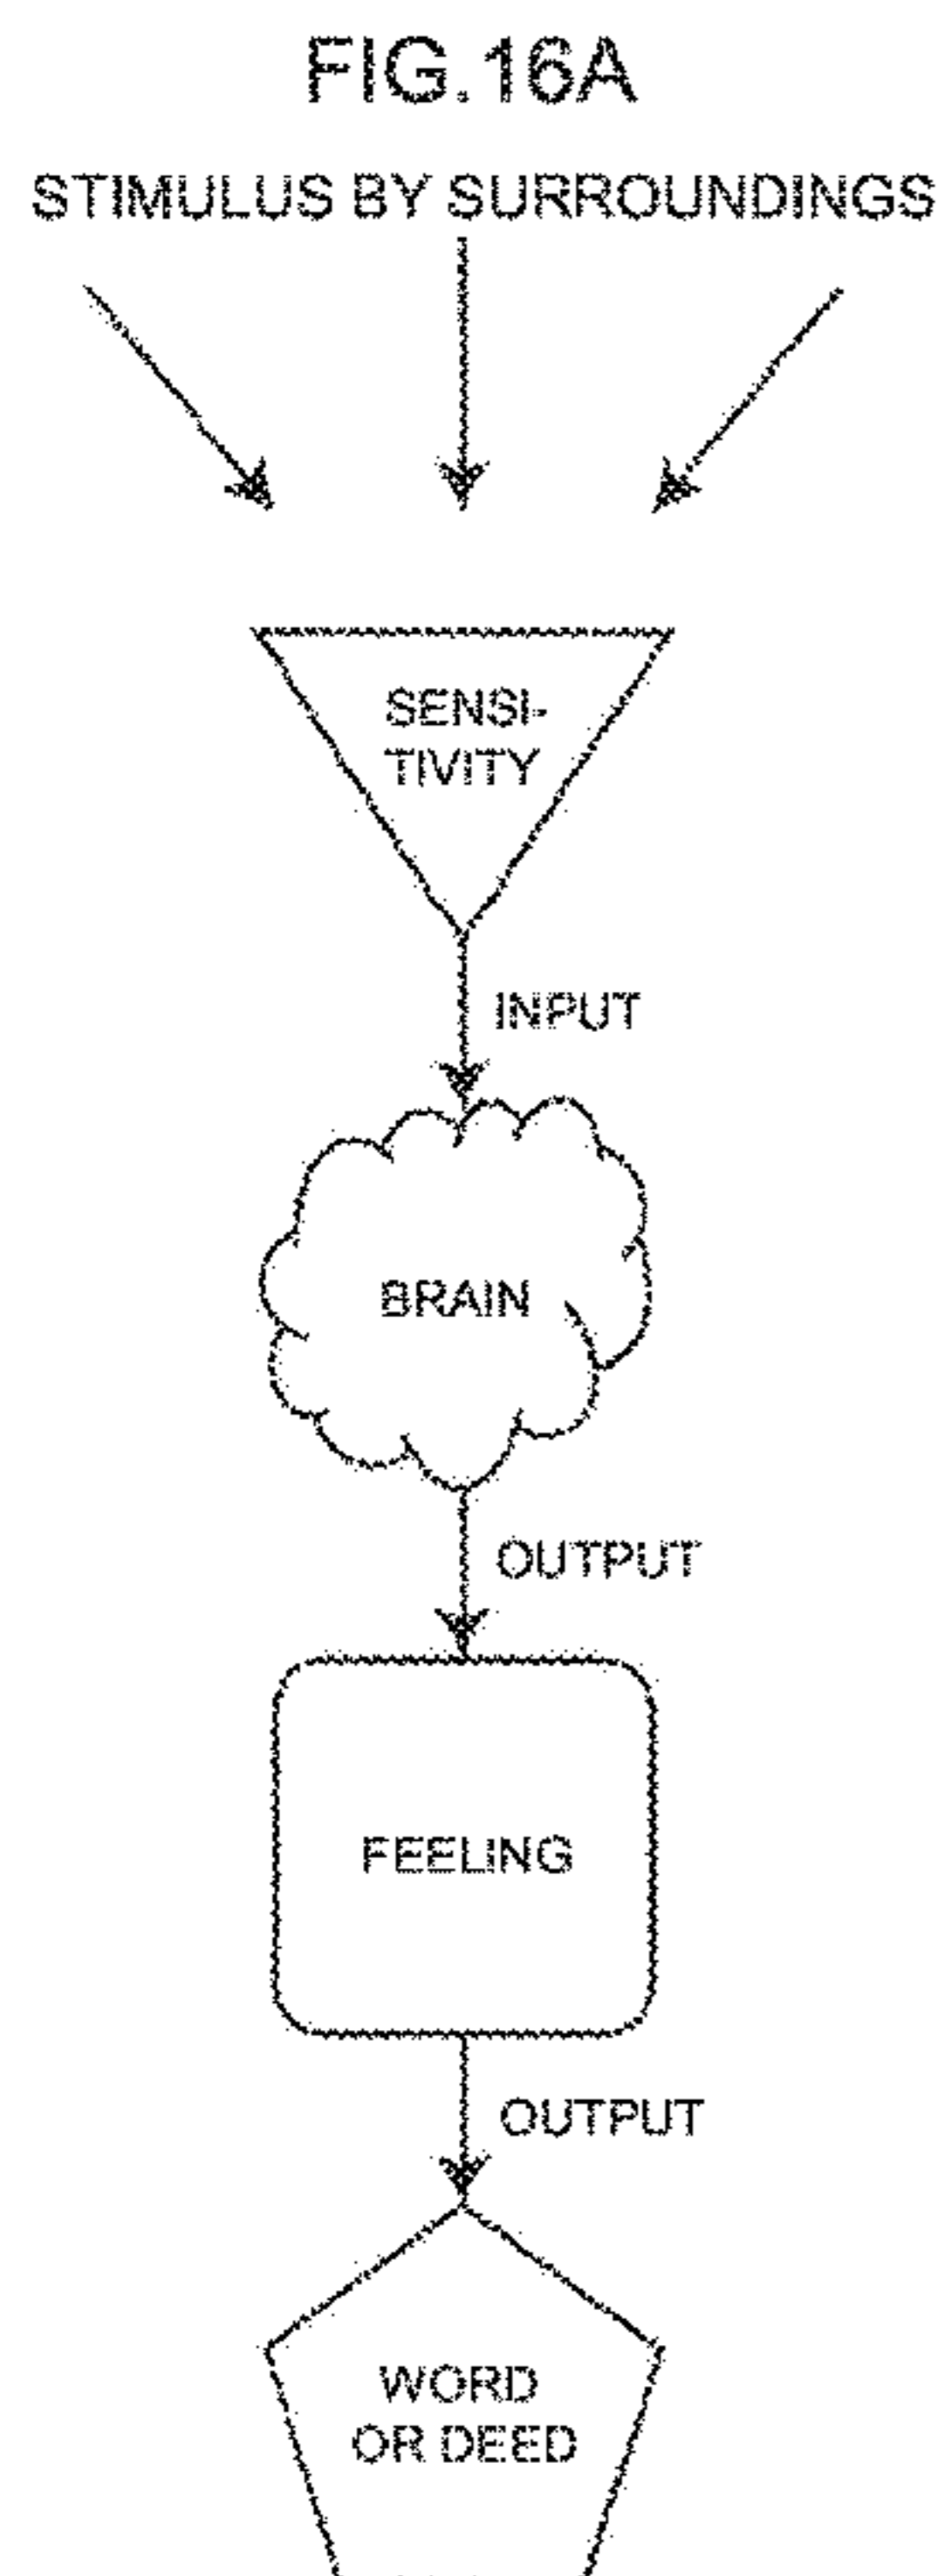 FIG.16A
STIMULUS BY SURROUNDINGS
SENSI-
TIVITY
INPUT
BRAIN
OUTPUT
FEELING
OUTPUT
WORD
OR DEED